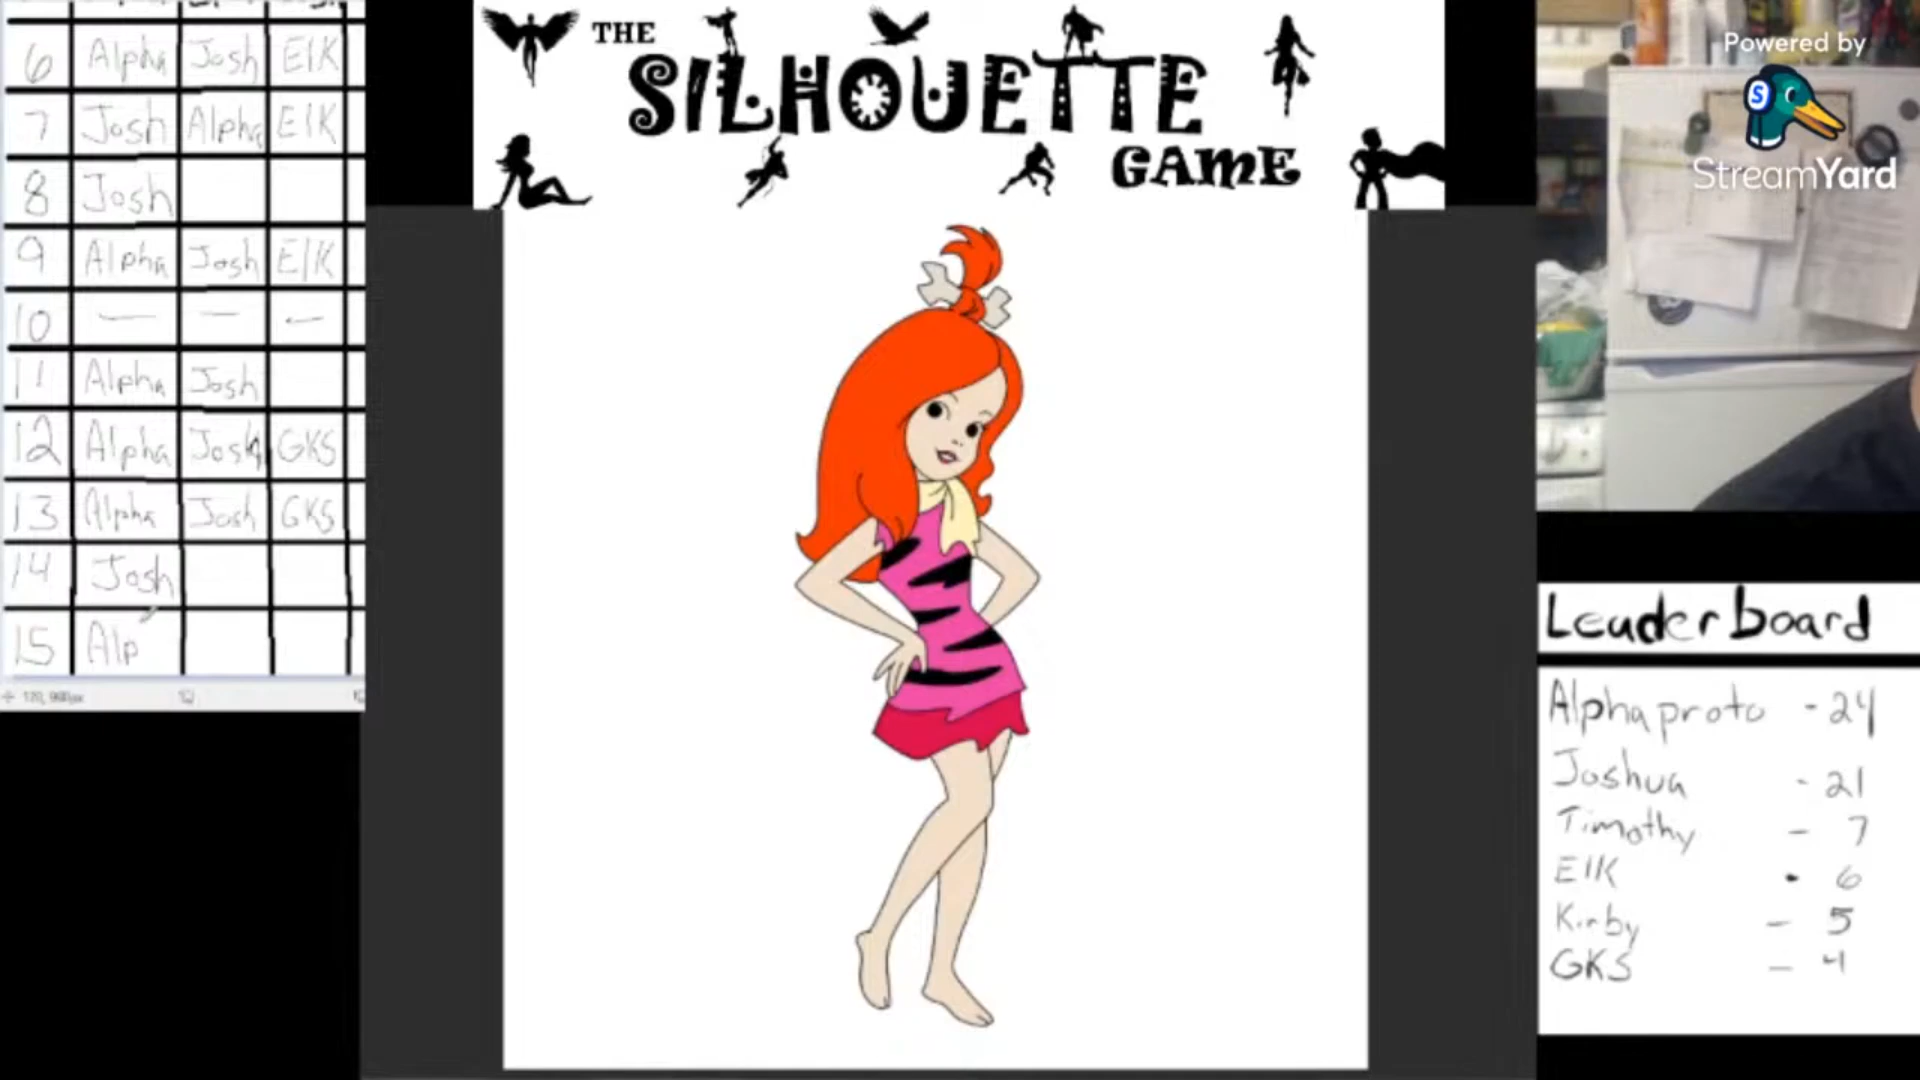 6 Alpha Josh Elk
7 Josh Alpha Elk
8 Josh
9 Alpha Josh Elk
10 — — —
11 Alpha Josh
12 Alpha Josh GKS
13 Alpha Josh GKS
14 Josh
15 Alp
THE
SILHOUETTE
GAME
Powered by
S
StreamYard
Leaderboard
Alphaproto - 24
Joshua - 21
Timothy - 7
Elk - 6
Kirby - 5
GKS - 4